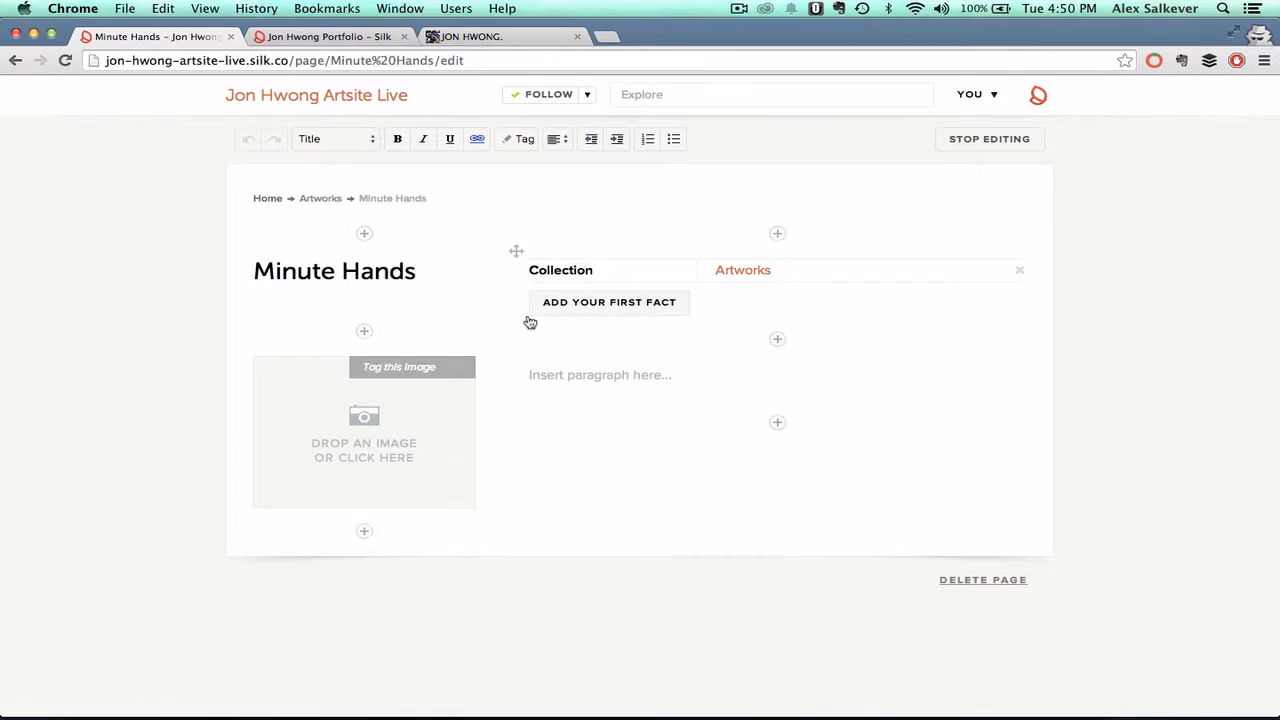 Chrome File Edit View History Bookmarks Window Users Help 100% Tue 4:50 PM Alex Salkever
Minute Hands – Jon Hwong Jon Hwong Portfolio – Silk JON HWONG.
jon-hwong-artsite-live.silk.co/page/Minute%20Hands/edit
Jon Hwong Artsite Live FOLLOW Explore YOU
Title B I U Tag STOP EDITING
Home Artworks Minute Hands
Minute Hands
Collection Artworks
ADD YOUR FIRST FACT
Tag this image
Insert paragraph here...
DROP AN IMAGE
OR CLICK HERE
DELETE PAGE